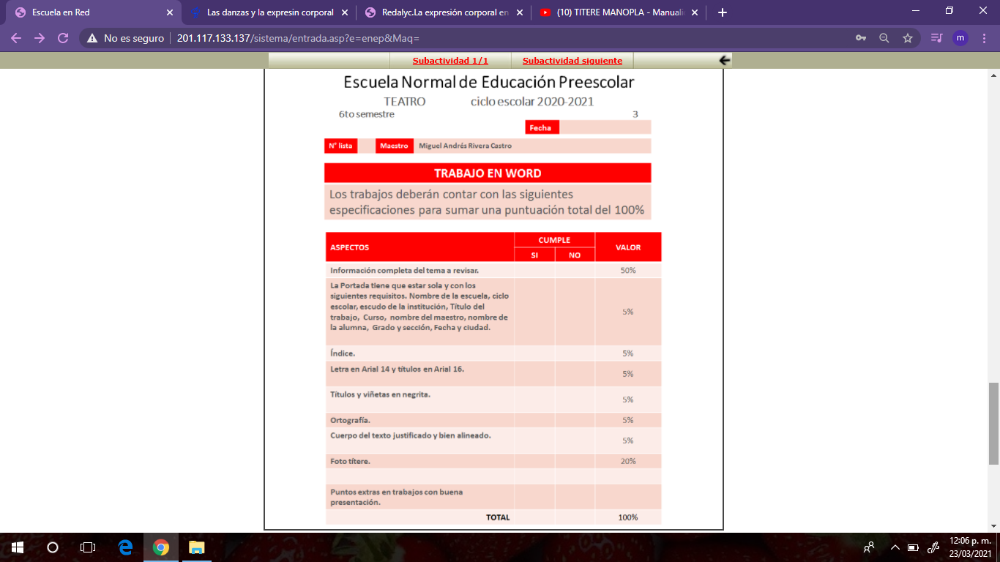 Escuela en Red
Las danzas y la expresin corporal
Redalyc.La expresión corporal en
(10) TITERE MANOPLA - Manuali
No es seguro
201.117.133.137/sistema/entrada.asp?e=enep&Maq=
m
Subactividad 1/1
Subactividad siguiente
Escuela Normal de Educación Preescolar
TEATRO ciclo escolar 2020-2021
6to semestre 3
Fecha
N° lista Maestro Miguel Andrés Rivera Castro
TRABAJO EN WORD
Los trabajos deberán contar con las siguientes
especificaciones para sumar una puntuación total del 100%
ASPECTOS CUMPLE VALOR
SI NO
Información completa del tema a revisar. 50%
La Portada tiene que estar sola y con los
siguientes requisitos. Nombre de la escuela, ciclo
escolar, escudo de la institución, Título del
trabajo, Curso, nombre del maestro, nombre de
la alumna, Grado y sección, Fecha y ciudad.
5%
Índice. 5%
Letra en Arial 14 y títulos en Arial 16. 5%
Títulos y viñetas en negrita. 5%
Ortografía. 5%
Cuerpo del texto justificado y bien alineado. 5%
Foto títere. 20%
Puntos extras en trabajos con buena
presentación.
TOTAL 100%
12:06 p. m.
23/03/2021